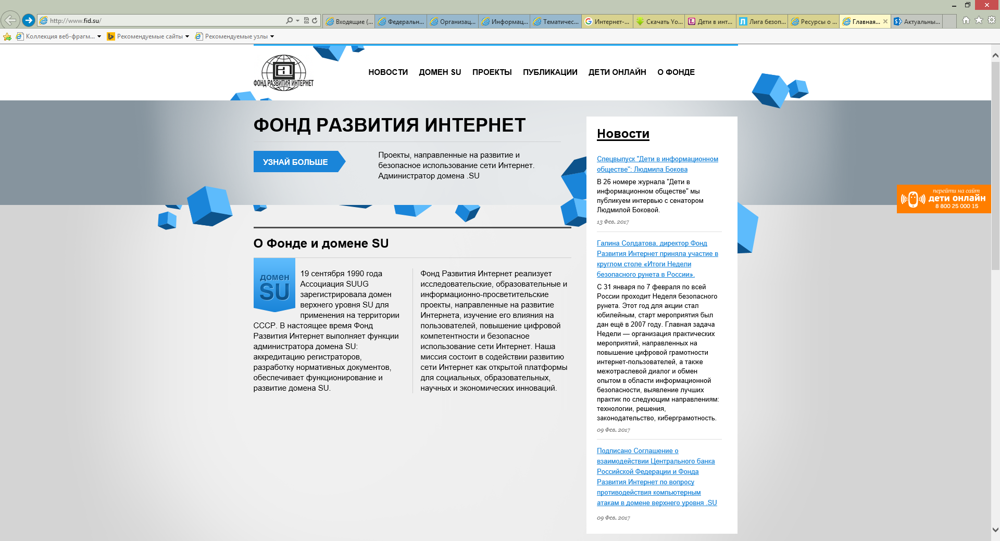 http://www.fid.su/
Входящие (...
Федеральн...
Организац...
Информац...
Тематичес...
Интернет-...
Скачать Yo...
Дети в инт...
Лига безоп...
Ресурсы о ...
Главная...
Актуальны...
Коллекция веб-фрагм...
Рекомендуемые сайты
Рекомендуемые узлы
ФОНД РАЗВИТИЯ ИНТЕРНЕТ
НОВОСТИ
ДОМЕН SU
ПРОЕКТЫ
ПУБЛИКАЦИИ
ДЕТИ ОНЛАЙН
О ФОНДЕ
ФОНД РАЗВИТИЯ ИНТЕРНЕТ
УЗНАЙ БОЛЬШЕ
Проекты, направленные на развитие и
безопасное использование сети Интернет.
Администратор домена .SU
О Фонде и домене SU
домен
SU
19 сентября 1990 года
Ассоциация SUUG
зарегистрировала домен
верхнего уровня SU для
применения на территории
СССР. В настоящее время Фонд
Развития Интернет выполняет функции
администратора домена SU:
аккредитацию регистраторов,
разработку нормативных документов,
обеспечивает функционирование и
развитие домена SU.
Фонд Развития Интернет реализует
исследовательские, образовательные и
информационно-просветительские
проекты, направленные на развитие
Интернета, изучение его влияния на
пользователей, повышение цифровой
компетентности и безопасное
использование сети Интернет. Наша
миссия состоит в содействии развитию
сети Интернет как открытой платформы
для социальных, образовательных,
научных и экономических инноваций.
Новости
Спецвыпуск "Дети в информационном
обществе": Людмила Бокова
В 26 номере журнала "Дети в
информационном обществе" мы
публикуем интервью с сенатором
Людмилой Боковой.
13 Фев. 2017
Галина Солдатова, директор Фонд
Развития Интернет приняла участие в
круглом столе «Итоги Недели
безопасного рунета в России».
С 31 января по 7 февраля по всей
России проходит Неделя безопасного
рунета. Этот год для акции стал
юбилейным, старт мероприятия был
дан ещё в 2007 году. Главная задача
Недели — организация практических
мероприятий, направленных на
повышение цифровой грамотности
интернет-пользователей, а также
межотраслевой диалог и обмен
опытом в области информационной
безопасности, выявление лучших
практик по следующим направлениям:
технологии, решения,
законодательство, киберграмотность.
09 Фев. 2017
Подписано Соглашение о
взаимодействии Центрального банка
Российской Федерации и Фонда
Развития Интернет по вопросу
противодействия компьютерным
атакам в домене верхнего уровня .SU
09 Фев. 2017
перейти на сайт
дети онлайн
8 800 25 000 15